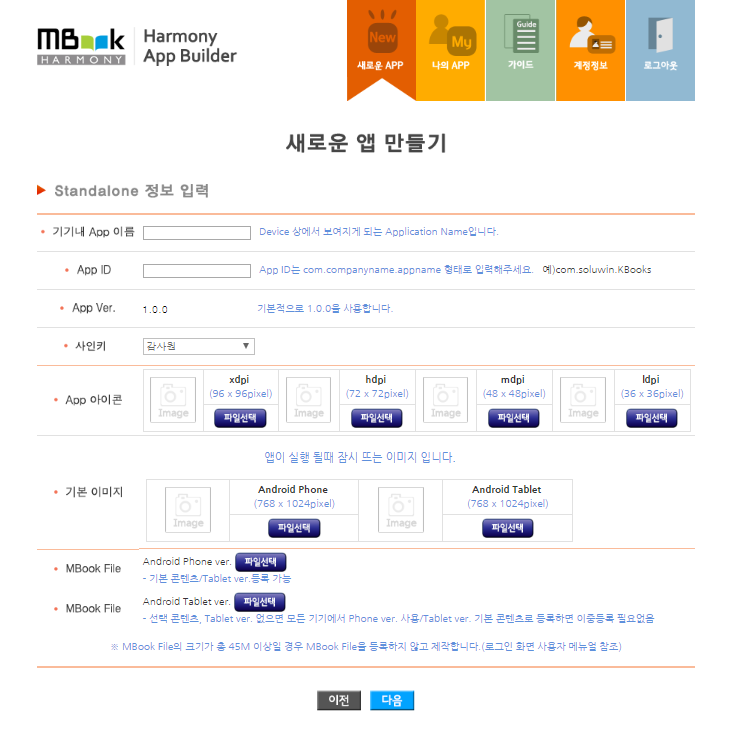 MBook
HARMONY
Harmony
App Builder
New
새로운 APP
My
나의 APP
Guide
가이드
계정정보
로그아웃
새로운 앱 만들기
Standalone 정보 입력
기기내 App 이름
Device 상에서 보여지게 되는 Application Name입니다.
App ID
App ID는 com.companyname.appname 형태로 입력해주세요. 예)com.soluwin.KBooks
App Ver.
1.0.0
기본적으로 1.0.0을 사용합니다.
사인키
감사원
App 아이콘
Image
xdpi
(96 x 96pixel)
파일선택
Image
hdpi
(72 x 72pixel)
파일선택
Image
mdpi
(48 x 48pixel)
파일선택
Image
ldpi
(36 x 36pixel)
파일선택
앱이 실행 될때 잠시 뜨는 이미지 입니다.
기본 이미지
Image
Android Phone
(768 x 1024pixel)
파일선택
Image
Android Tablet
(768 x 1024pixel)
파일선택
MBook File
Android Phone ver. 파일선택
- 기본 콘텐츠/Tablet ver.등록 가능
MBook File
Android Tablet ver. 파일선택
- 선택 콘텐츠, Tablet ver. 없으면 모든 기기에서 Phone ver. 사용/Tablet ver. 기본 콘텐츠로 등록하면 이중등록 필요없음
※ MBook File의 크기가 총 45M 이상일 경우 MBook File을 등록하지 않고 제작합니다.(로그인 화면 사용자 메뉴얼 참조)
이전
다음